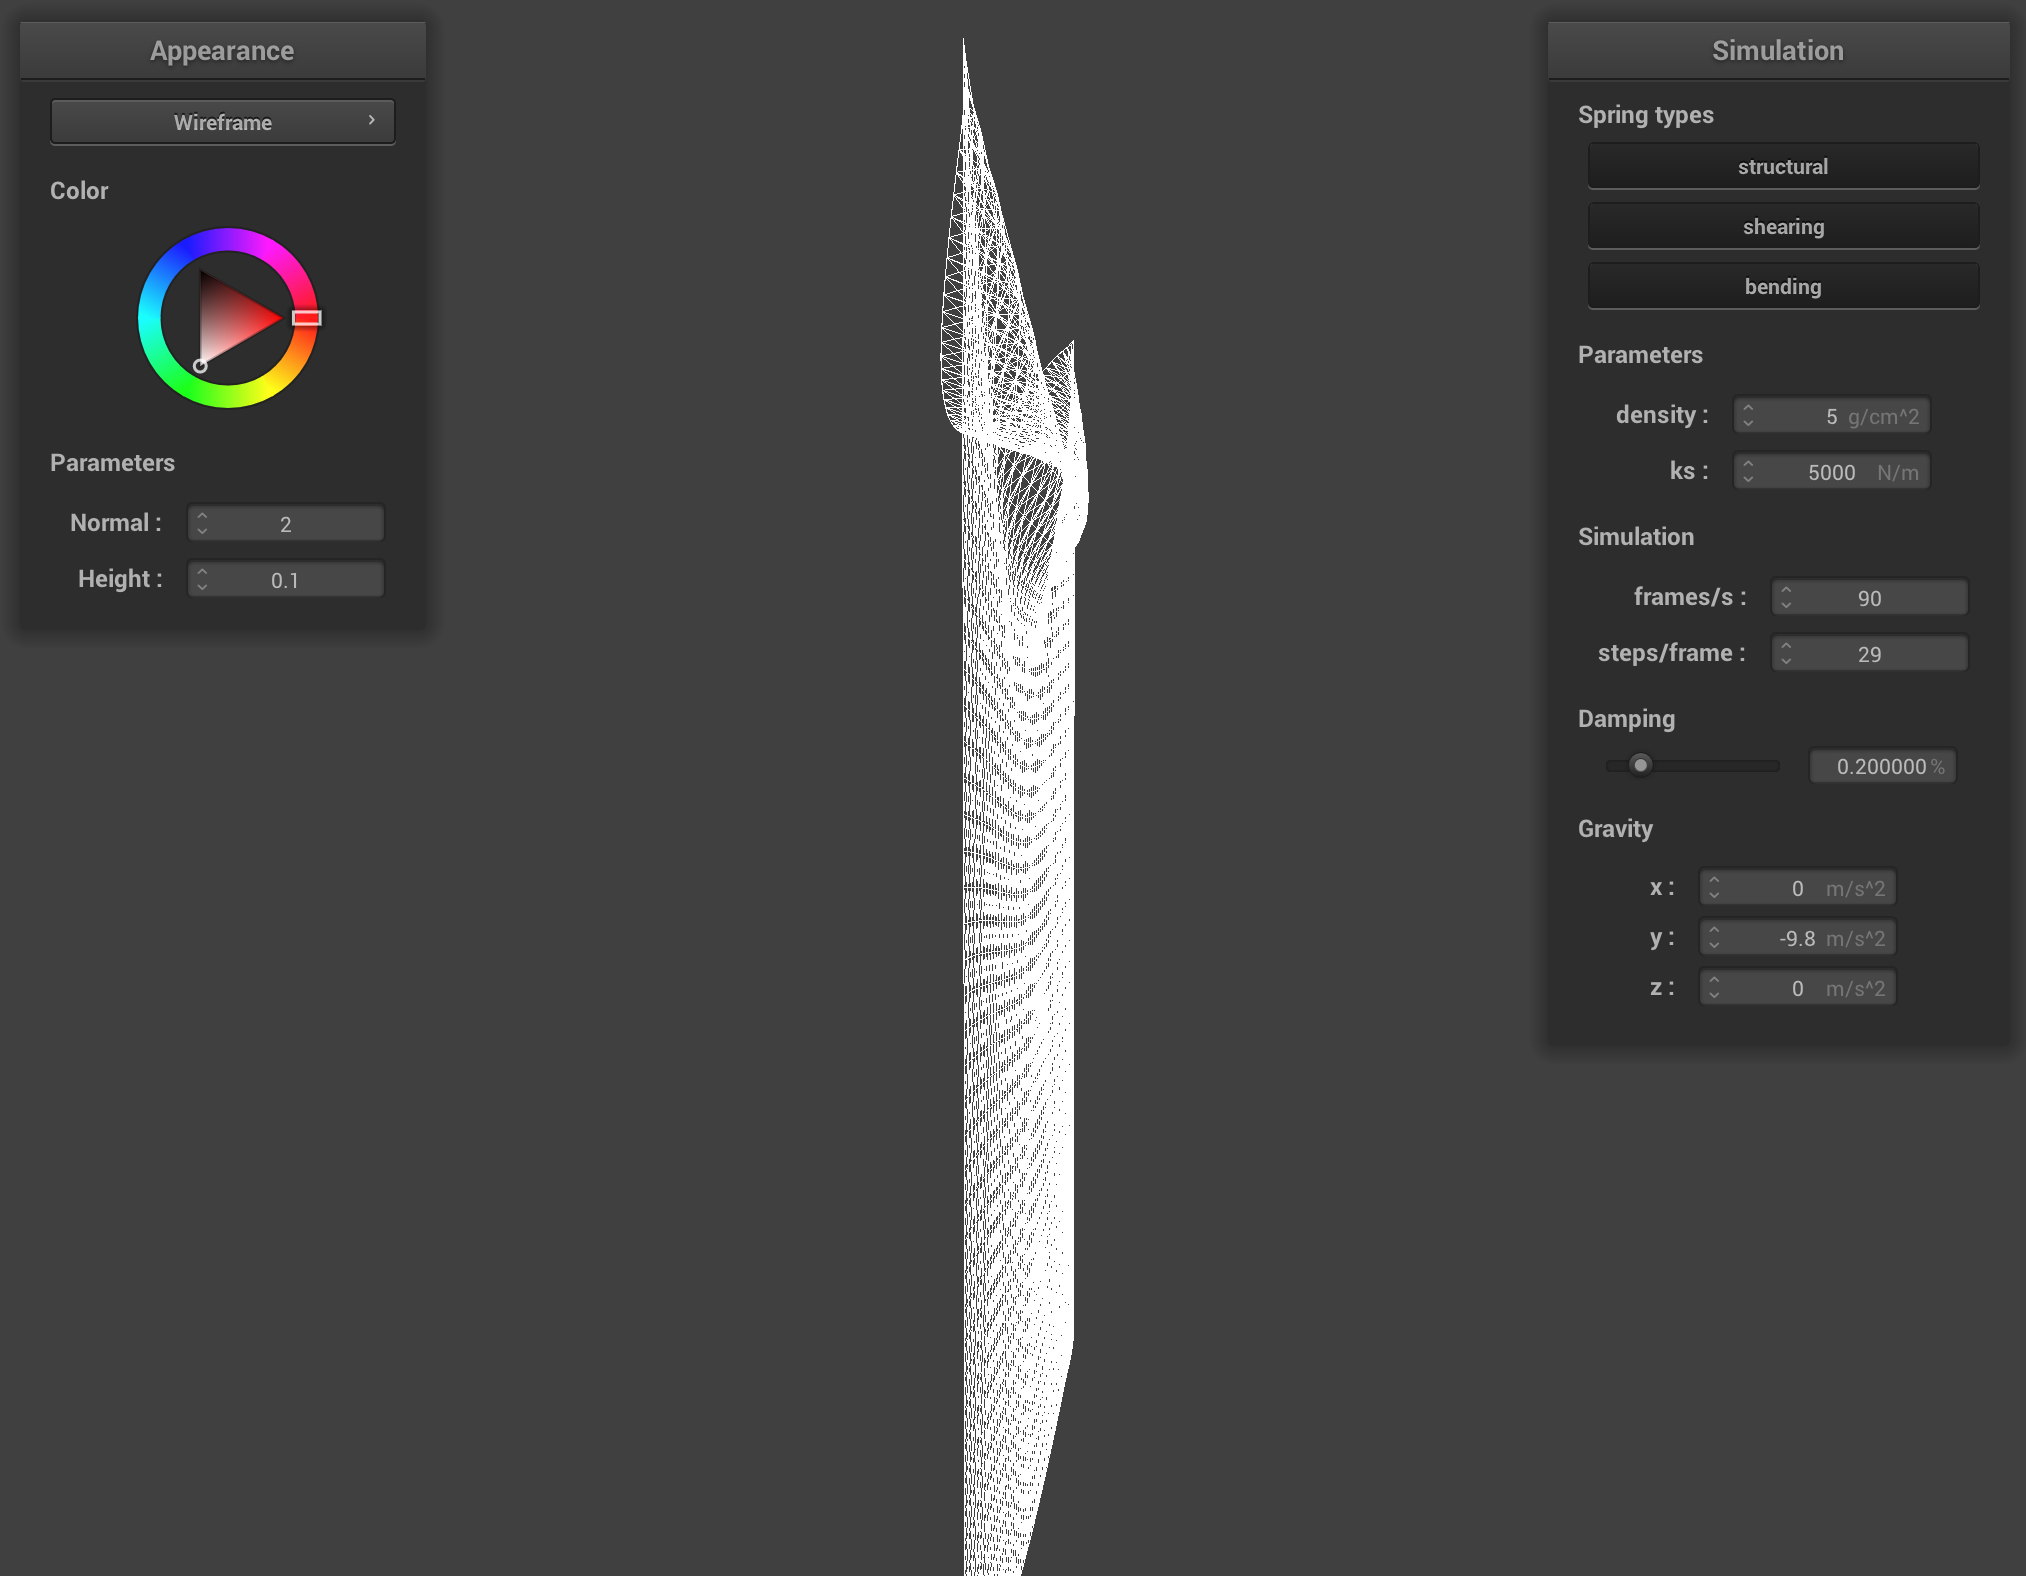 Appearance
Wireframe
Color
Parameters
Normal : 2
Height : 0.1
Simulation
Spring types
structural
shearing
bending
Parameters
density : 5 g/cm^2
ks : 5000 N/m
Simulation
frames/s : 90
steps/frame : 29
Damping
0.200000 %
Gravity
x : 0 m/s^2
y : -9.8 m/s^2
z : 0 m/s^2